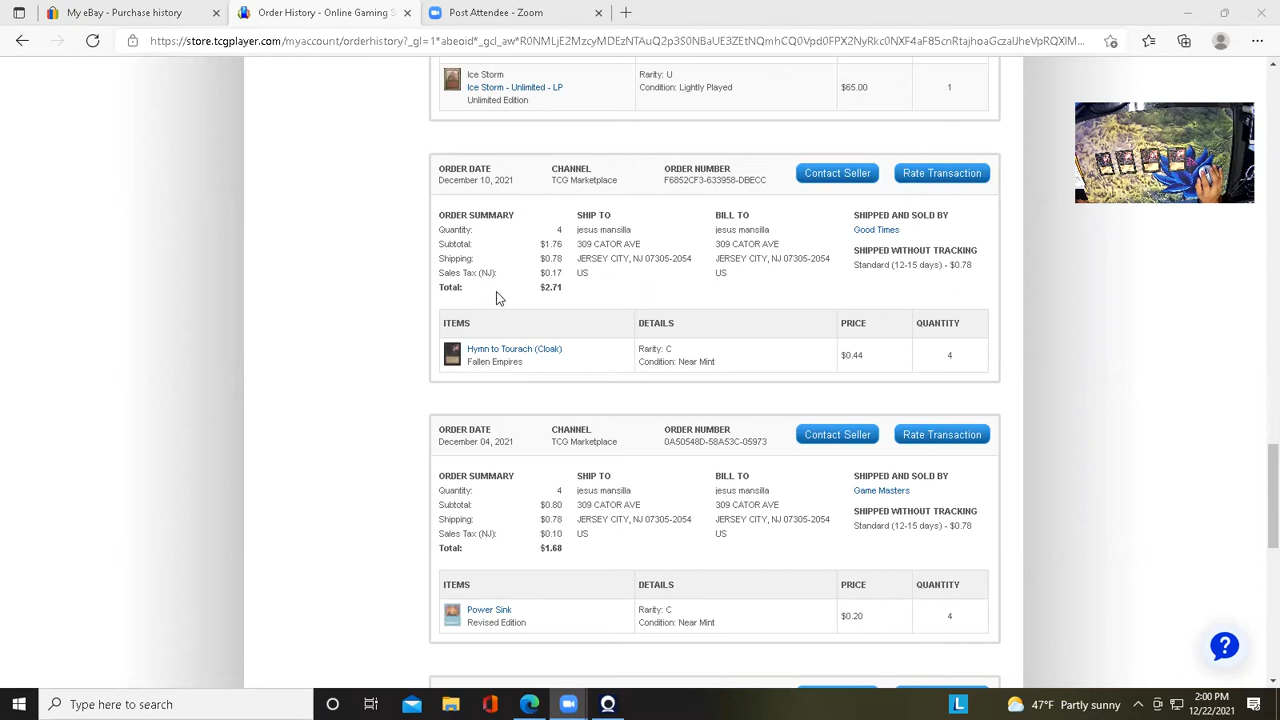 My eBay - Purchase history
Order History - Online Gaming S
Post Attendee - Zoom
Ice Storm
Ice Storm - Unlimited - LP
Unlimited Edition
Rarity: U
Condition: Lightly Played
$65.00
1
ORDER DATE
December 10, 2021
CHANNEL
TCG Marketplace
ORDER NUMBER
F6852CF3-633958-DBECC
Contact Seller
Rate Transaction
ORDER SUMMARY
Quantity: 4
Subtotal: $1.76
Shipping: $0.78
Sales Tax (NJ): $0.17
Total: $2.71
SHIP TO
jesus mansilla
309 CATOR AVE
JERSEY CITY, NJ 07305-2054
US
BILL TO
jesus mansilla
309 CATOR AVE
JERSEY CITY, NJ 07305-2054
US
SHIPPED AND SOLD BY
Good Times
SHIPPED WITHOUT TRACKING
Standard (12-15 days) - $0.78
ITEMS DETAILS PRICE QUANTITY
Hymn to Tourach (Cloak)
Fallen Empires
Rarity: C
Condition: Near Mint
$0.44
4
ORDER DATE
December 04, 2021
CHANNEL
TCG Marketplace
ORDER NUMBER
0A50548D-58A53C-05973
Contact Seller
Rate Transaction
ORDER SUMMARY
Quantity: 4
Subtotal: $0.80
Shipping: $0.78
Sales Tax (NJ): $0.10
Total: $1.68
SHIP TO
jesus mansilla
309 CATOR AVE
JERSEY CITY, NJ 07305-2054
US
BILL TO
jesus mansilla
309 CATOR AVE
JERSEY CITY, NJ 07305-2054
US
SHIPPED AND SOLD BY
Game Masters
SHIPPED WITHOUT TRACKING
Standard (12-15 days) - $0.78
ITEMS DETAILS PRICE QUANTITY
Power Sink
Revised Edition
Rarity: C
Condition: Near Mint
$0.20
4
Type here to search
L
47°F Partly sunny
2:00 PM
12/22/2021